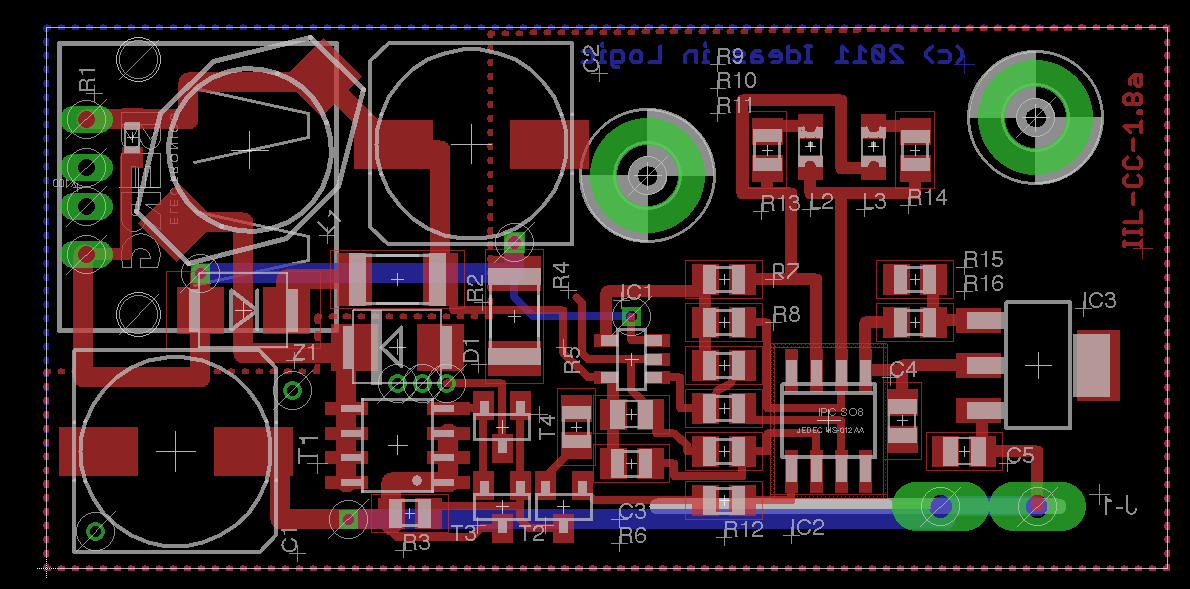 (c) 2011 Ideas in Logic
IIL-CC-1.8a
R1
C2
R9
R10
R11
R13
L2
L3
R14
K1
R2
R4
IC1
R7
R8
R15
R16
IC3
Z1
D1
R5
C4
IPC SO8
JEDEC MS-012 AA
T1
T4
C5
C1
R3
T3
T2
C3
R6
R12
IC2
J-1